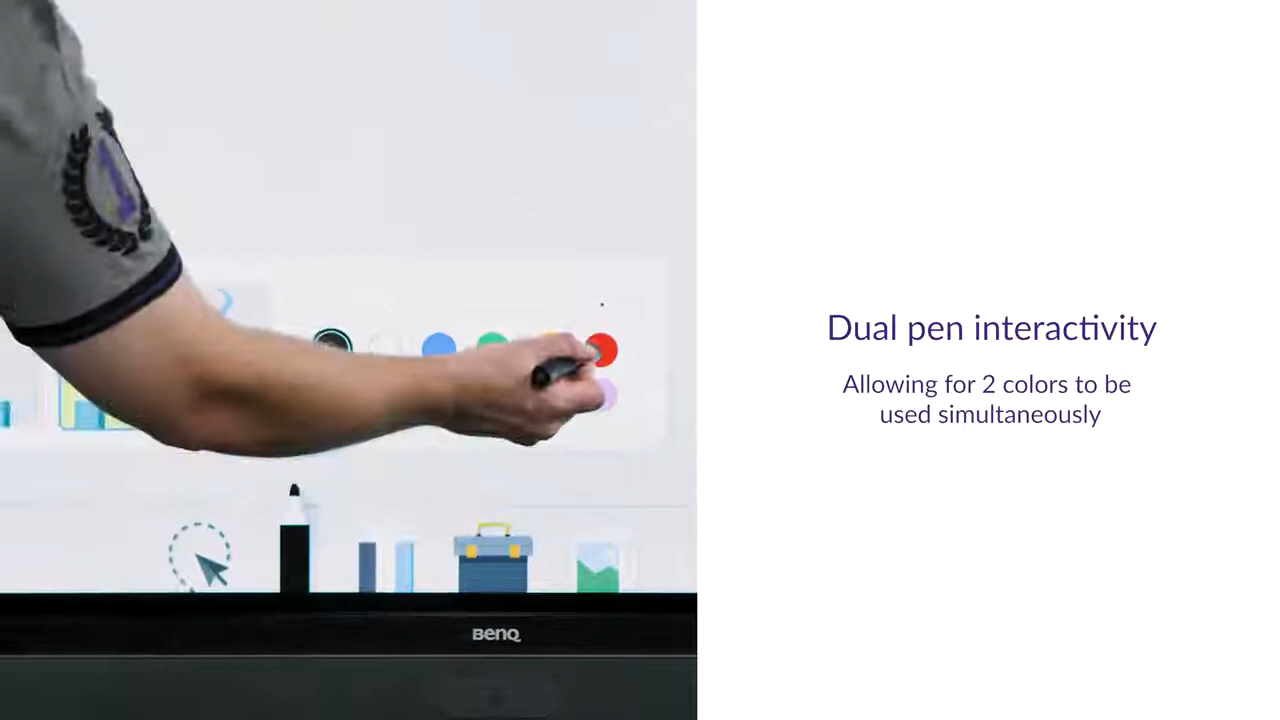 Dual pen interactivity
Allowing for 2 colors to be
used simultaneously
BenQ